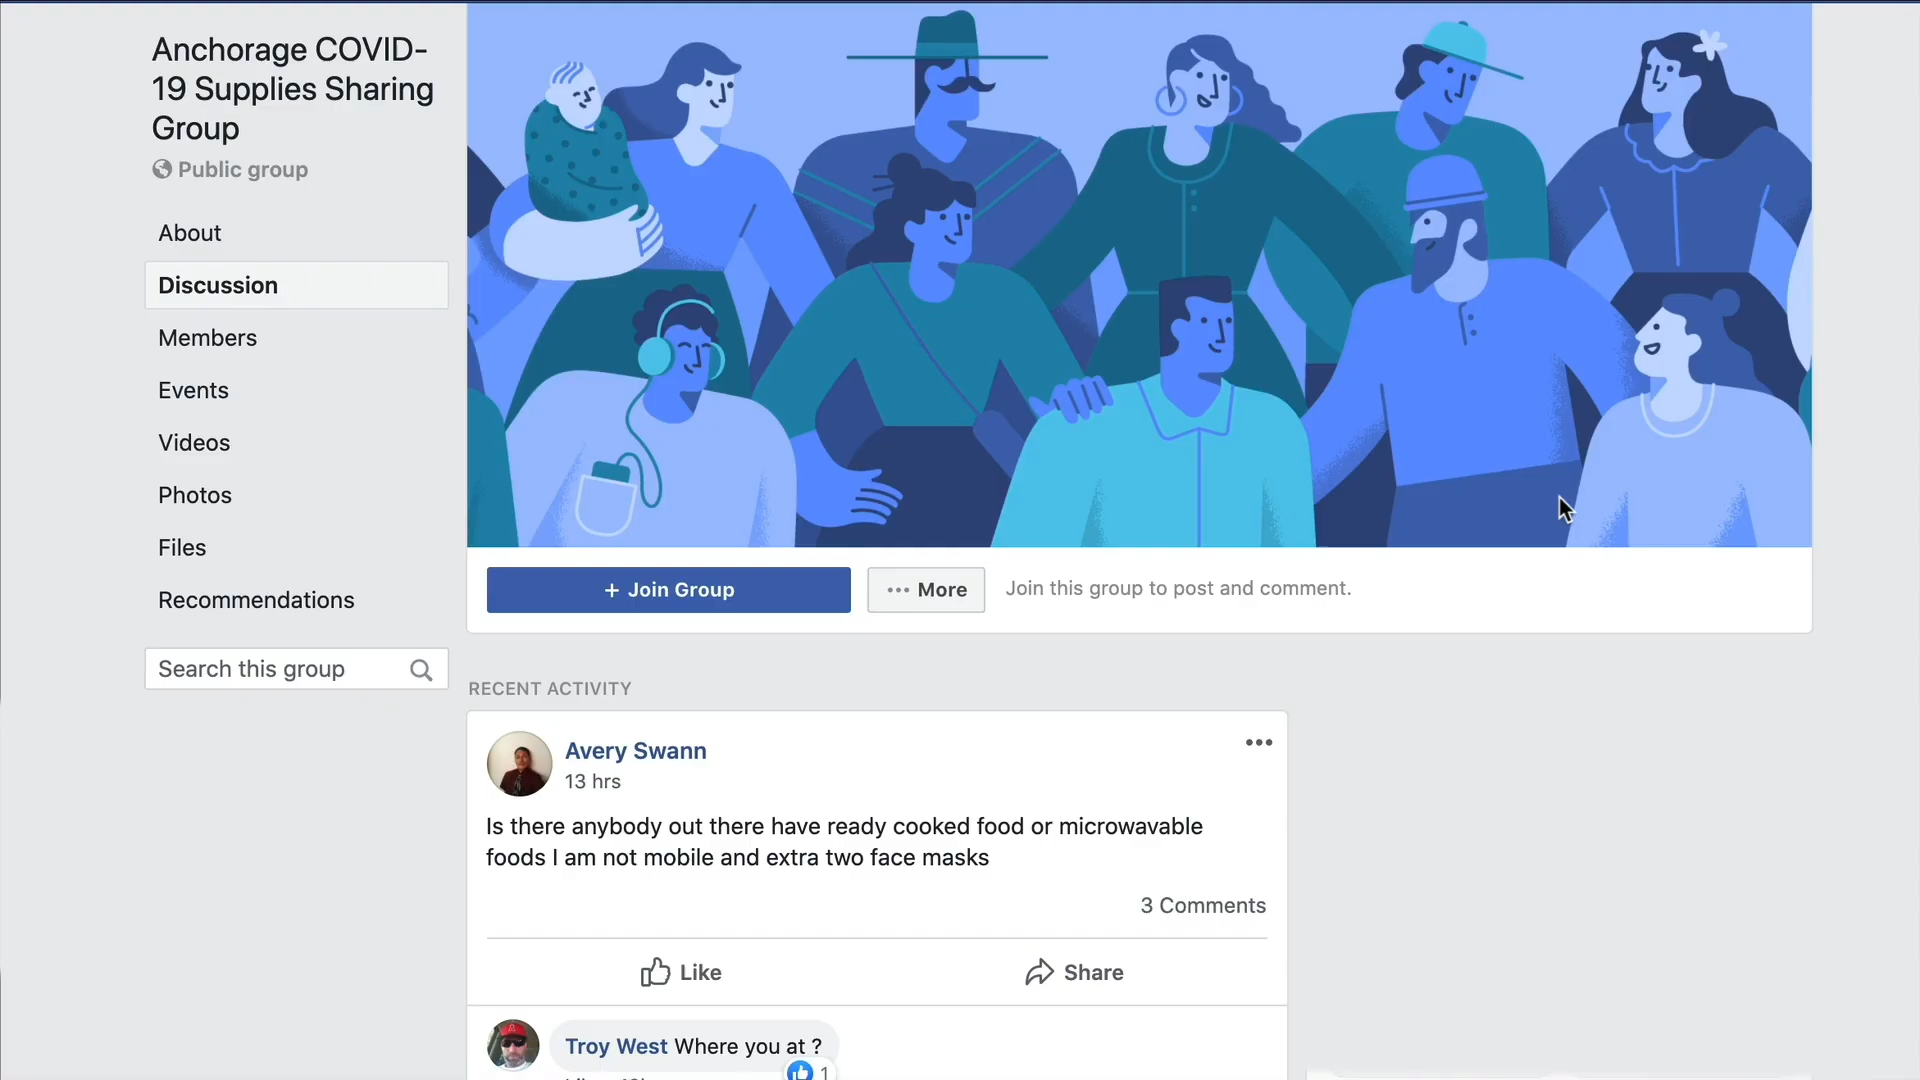 Anchorage COVID-
19 Supplies Sharing
Group
Public group
About
Discussion
Members
Events
Videos
Photos
Files
Recommendations
Search this group
+ Join Group
More
Join this group to post and comment.
RECENT ACTIVITY
Avery Swann
13 hrs
Is there anybody out there have ready cooked food or microwavable
foods I am not mobile and extra two face masks
3 Comments
Like
Share
Troy West Where you at ?
1